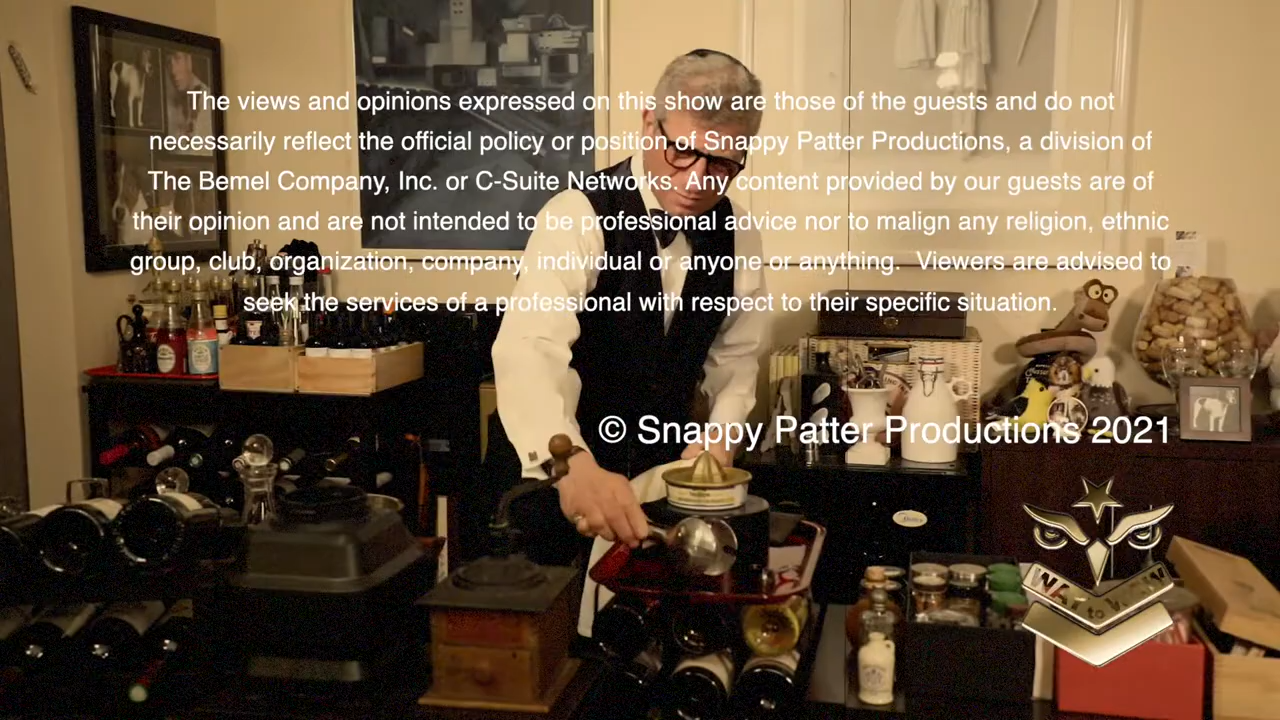 The views and opinions expressed on this show are those of the guests and do not
necessarily reflect the official policy or position of Snappy Patter Productions, a division of
The Bemel Company, Inc. or C-Suite Networks. Any content provided by our guests are of
their opinion and are not intended to be professional advice nor to malign any religion, ethnic
group, club, organization, company, individual or anyone or anything.  Viewers are advised to
seek the services of a professional with respect to their specific situation.
© Snappy Patter Productions 2021
WAY to WOW